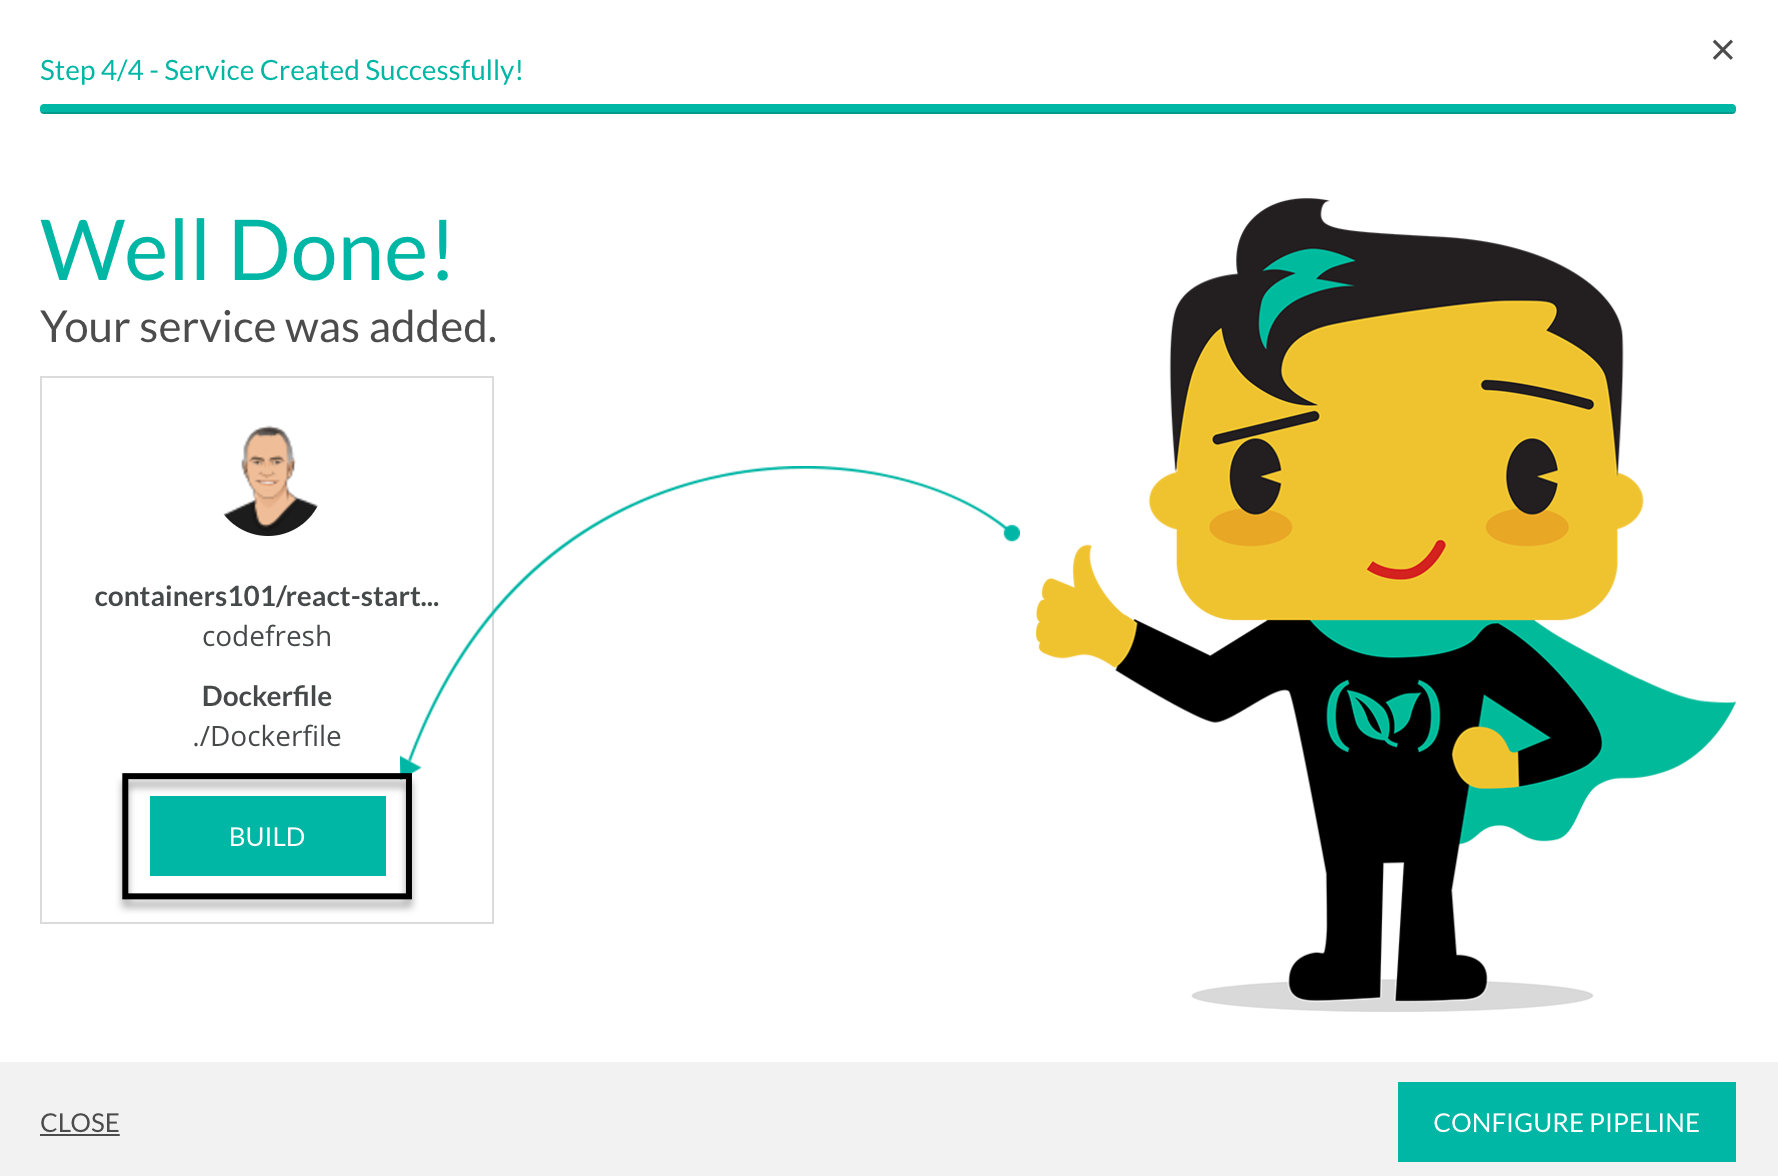 Step 4/4 - Service Created Successfully!
Well Done!
Your service was added.
containers101/react-start...
codefresh
Dockerfile
./Dockerfile
BUILD
CLOSE
CONFIGURE PIPELINE